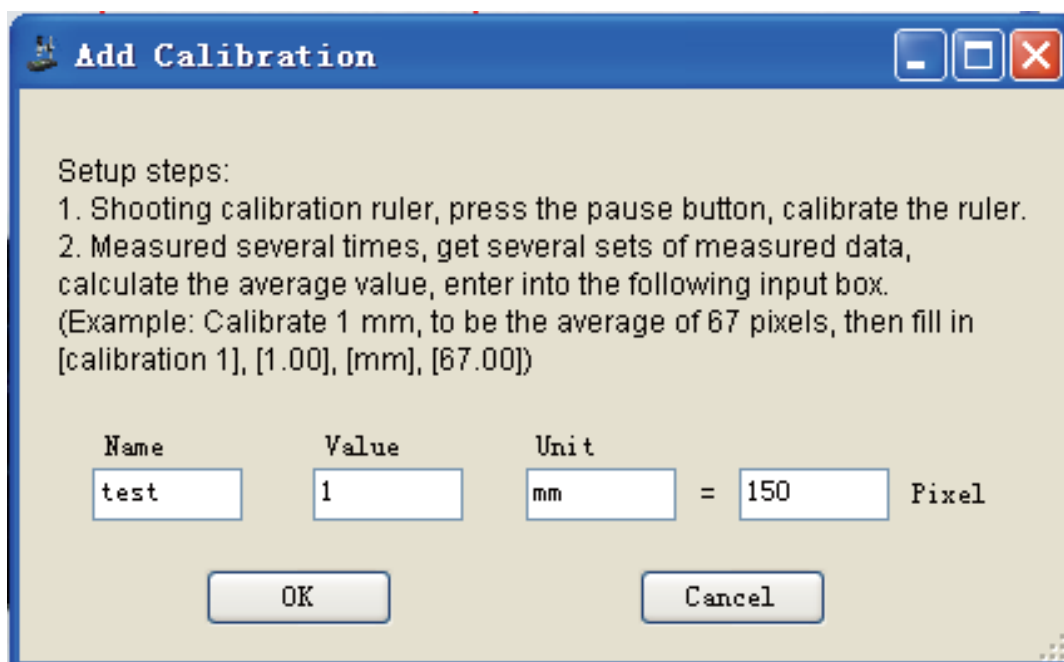 Add Calibration
Setup steps:
1. Shooting calibration ruler, press the pause button, calibrate the ruler.
2. Measured several times, get several sets of measured data,
calculate the average value, enter into the following input box.
(Example: Calibrate 1 mm, to be the average of 67 pixels, then fill in
[calibration 1], [1.00], [mm], [67.00])
Name Value Unit
test 1 mm = 150 Pixel
OK Cancel